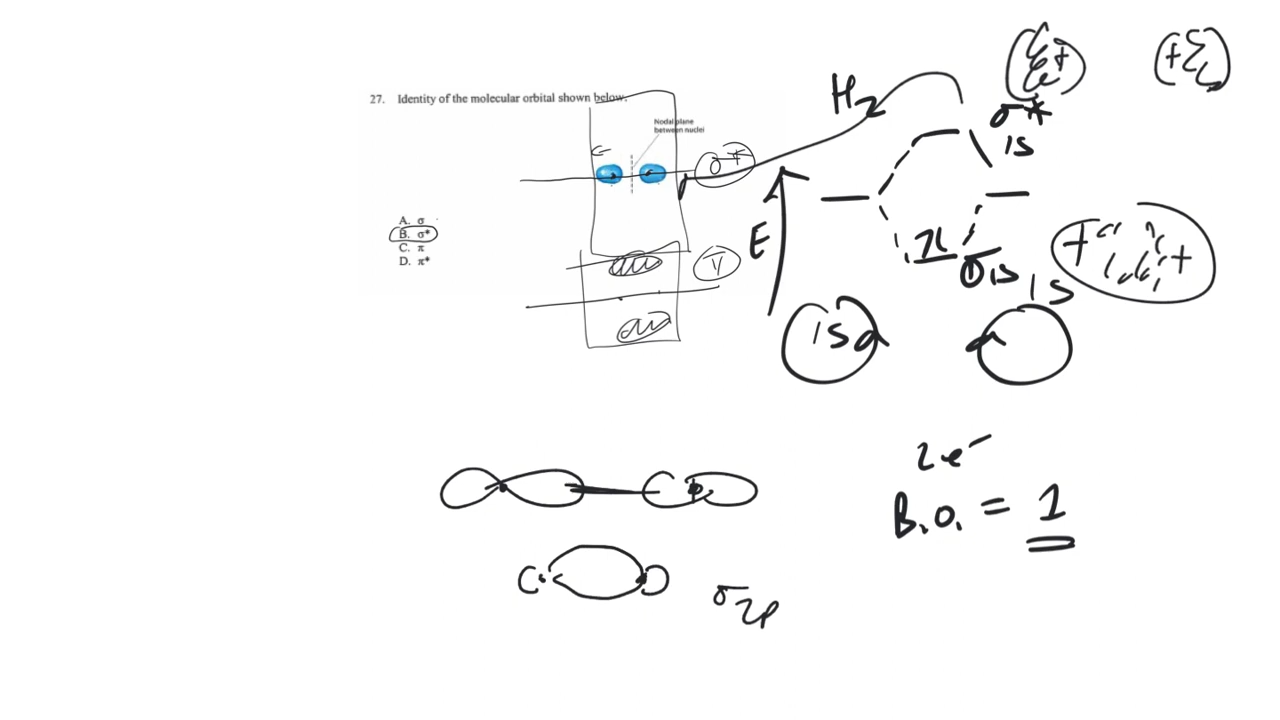 27. Identity of the molecular orbital shown below.
Nodal plane
between nuclei
A. σ
B. σ*
C. π
D. π*
σ*
H2
σ*
1s
E
σ1s
1s
1s
2e-
B.O. = 1
σ2p